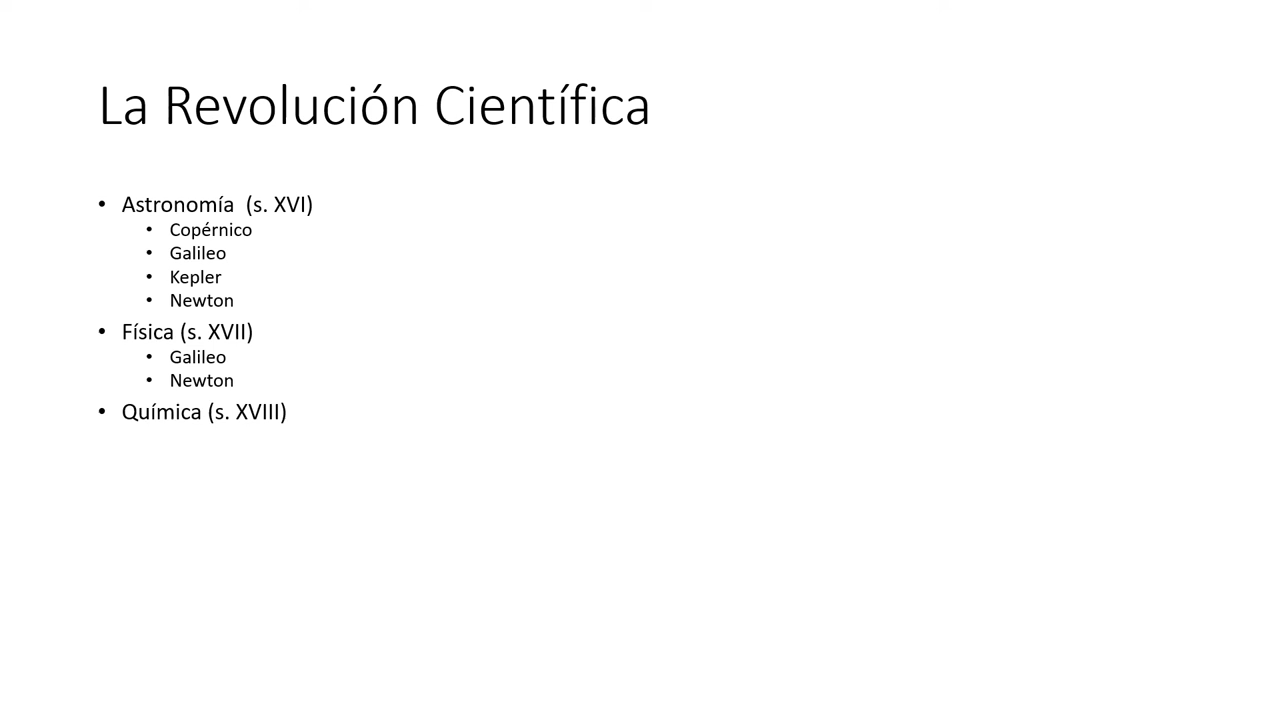 La Revolución Científica
• Astronomía  (s. XVI)
• Copérnico
• Galileo
• Kepler
• Newton
• Física (s. XVII)
• Galileo
• Newton
• Química (s. XVIII)